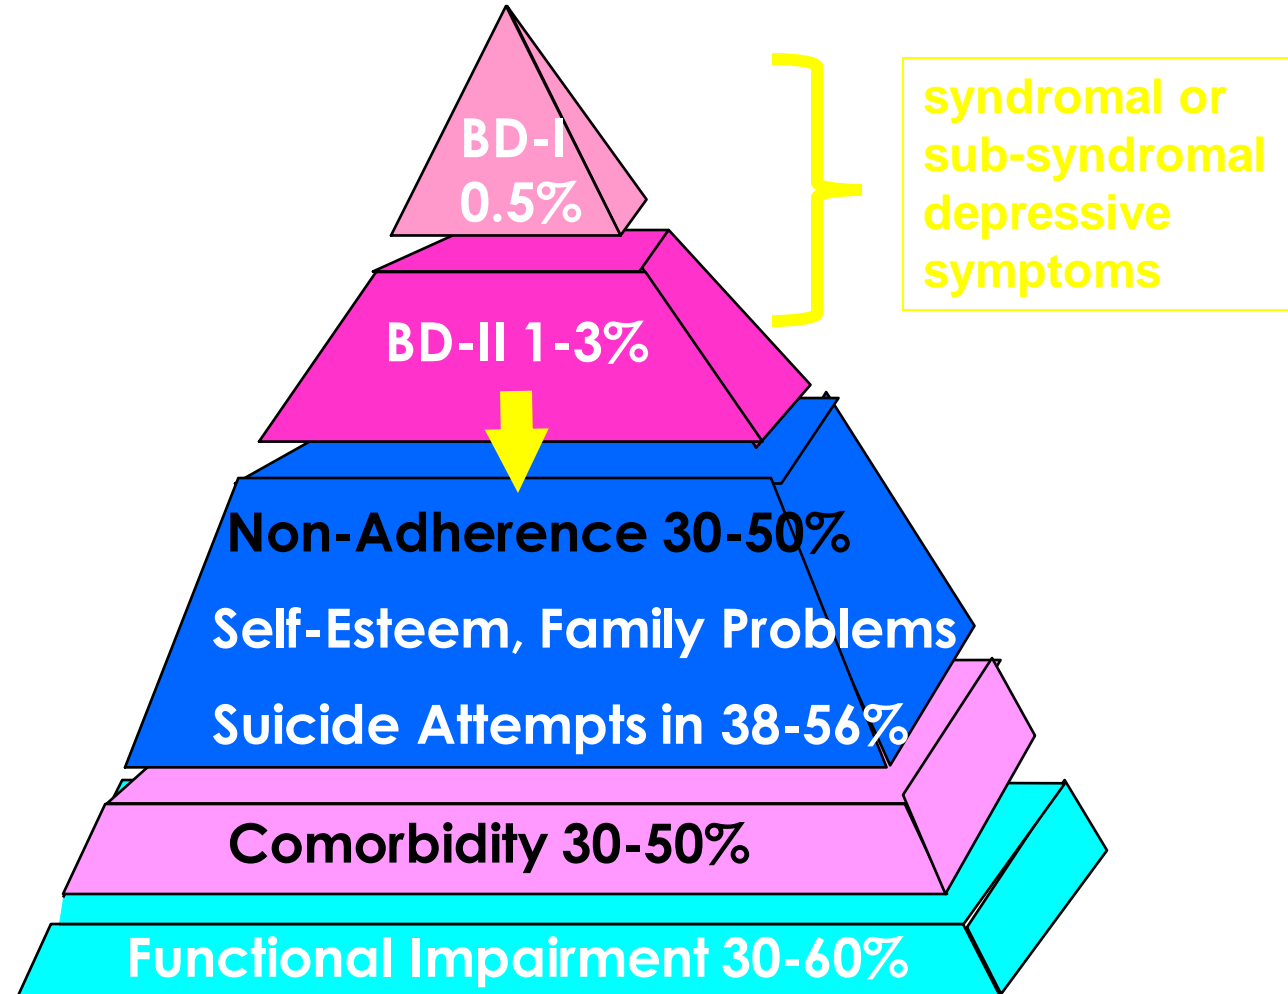 BD-I
0.5%
syndromal or
sub-syndromal
depressive
symptoms
BD-II 1-3%
Non-Adherence 30-50%
Self-Esteem, Family Problems
Suicide Attempts in 38-56%
Comorbidity 30-50%
Functional Impairment 30-60%